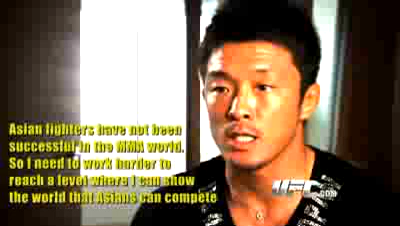 Asian fighters have not been
successful in the MMA world.
So I need to work harder to
reach a level where I can show
the world that Asians can compete
UFC.COM